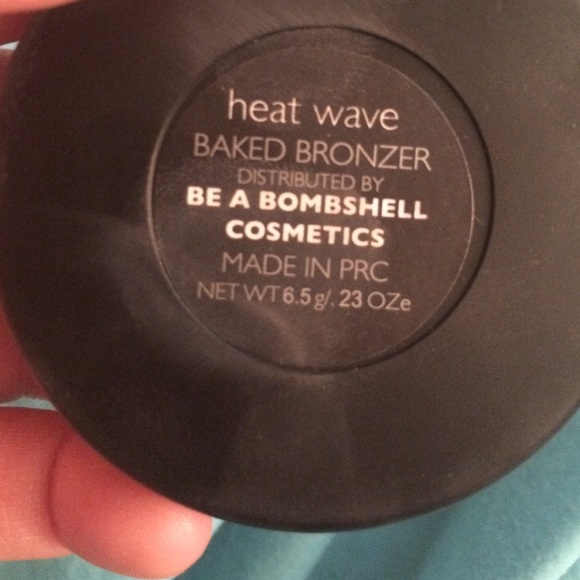 heat wave
BAKED BRONZER
DISTRIBUTED BY
BE A BOMBSHELL
COSMETICS
MADE IN PRC
NET WT 6.5 g/. 23 OZe